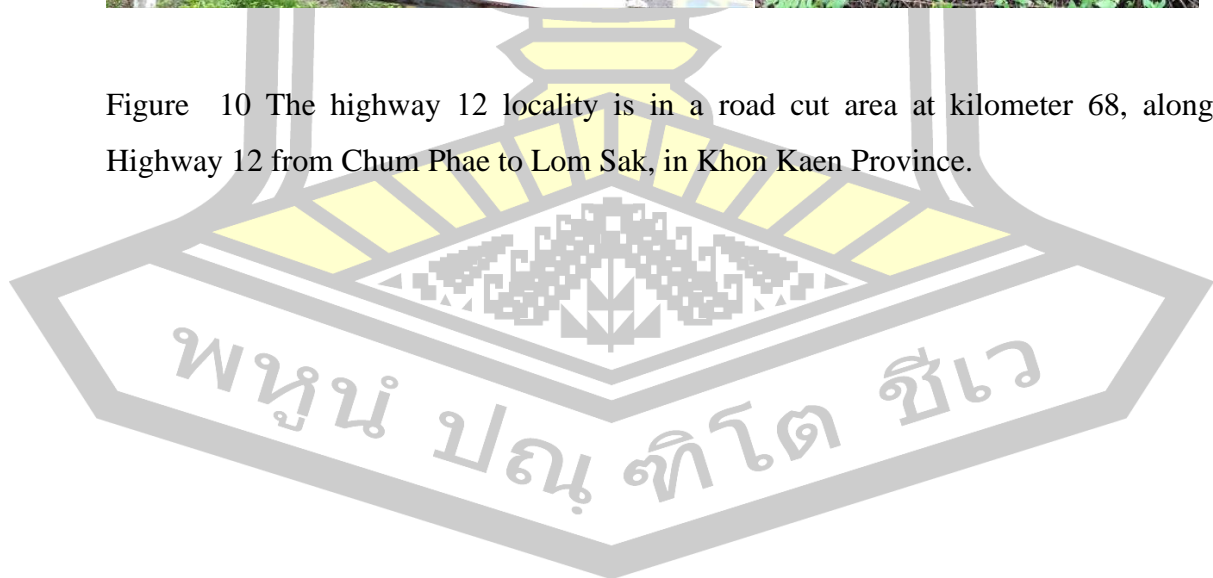 Figure 10 The highway 12 locality is in a road cut area at kilometer 68, along
Highway 12 from Chum Phae to Lom Sak, in Khon Kaen Province.
พหูนํ ปณฺฑิโต ชีเว